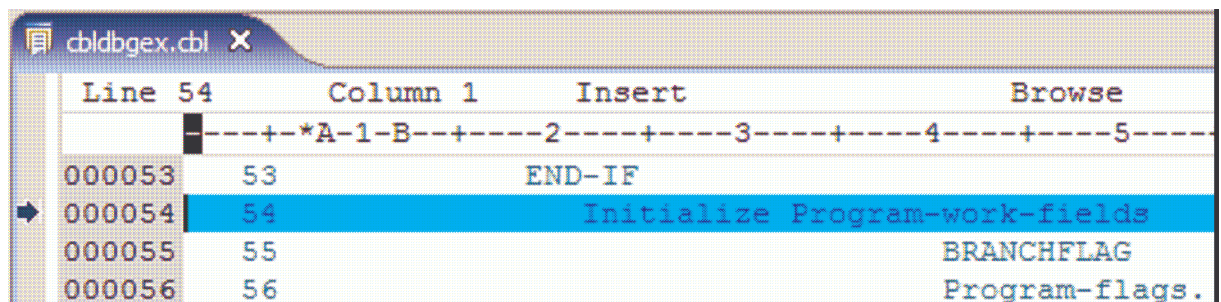 cbldbgex.cbl
Line 54 Column 1 Insert Browse
-----+-*A-1-B--+----2----+----3----+----4----+----5-----
000053 53 END-IF
000054 54 Initialize Program-work-fields
000055 55 BRANCHFLAG
000056 56 Program-flags.